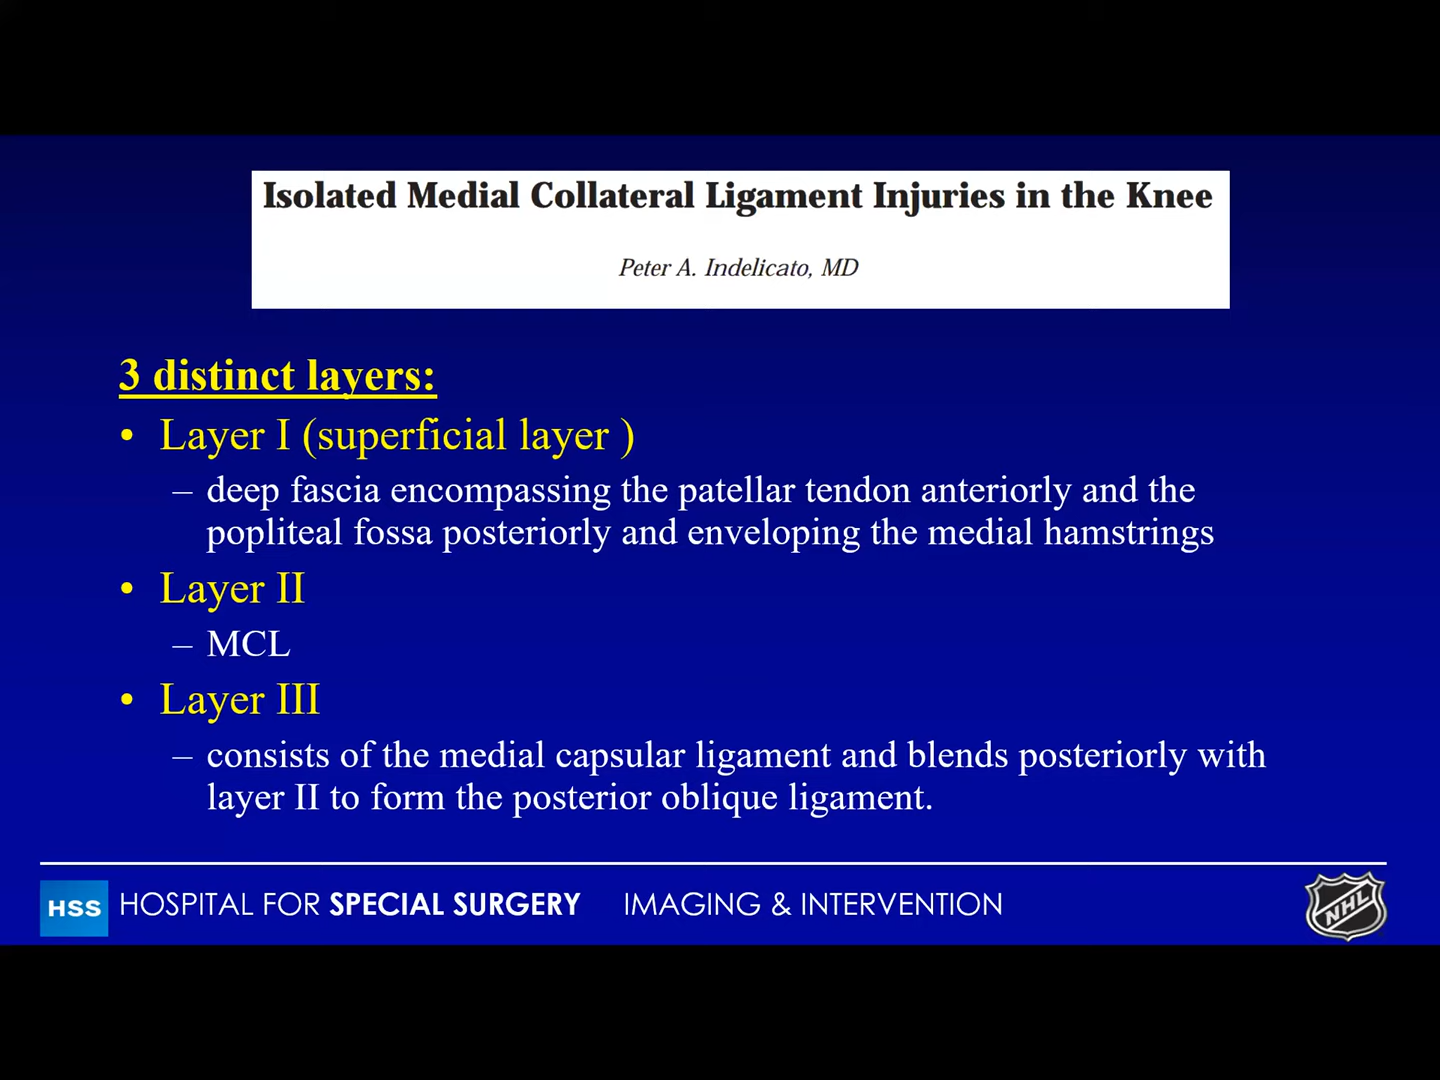 Isolated Medial Collateral Ligament Injuries in the Knee
Peter A. Indelicato, MD
3 distinct layers:
• Layer I (superficial layer )
– deep fascia encompassing the patellar tendon anteriorly and the
popliteal fossa posteriorly and enveloping the medial hamstrings
• Layer II
– MCL
• Layer III
– consists of the medial capsular ligament and blends posteriorly with
layer II to form the posterior oblique ligament.
HSS HOSPITAL FOR SPECIAL SURGERY IMAGING & INTERVENTION
NHL